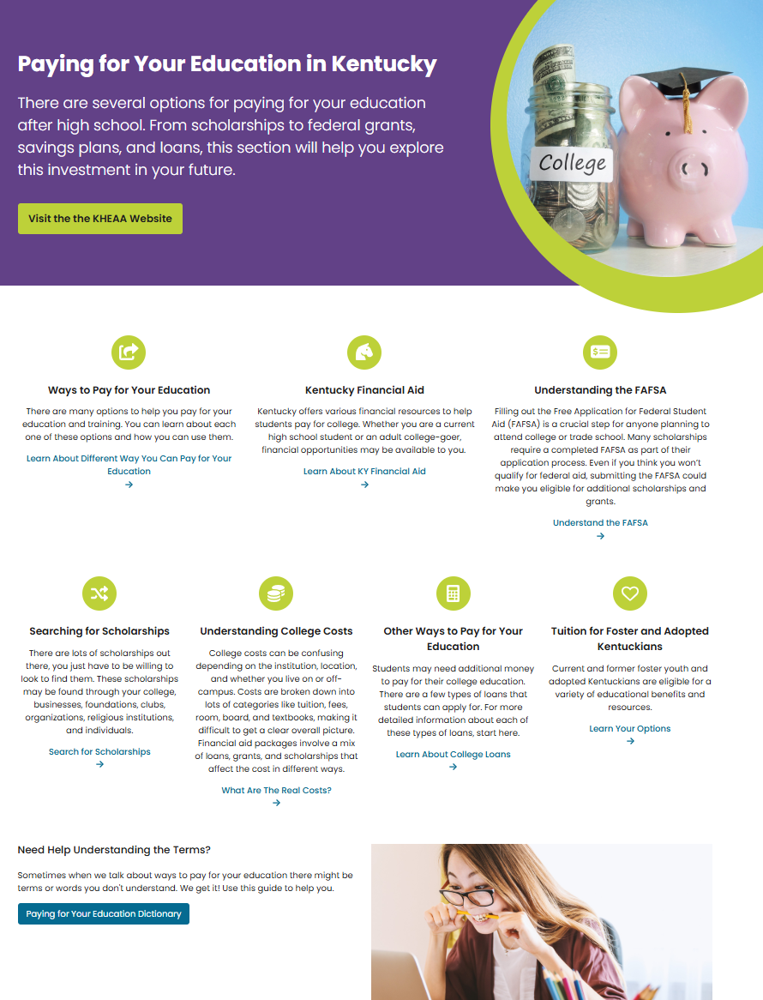 Paying for Your Education in Kentucky
There are several options for paying for your education
after high school. From scholarships to federal grants,
savings plans, and loans, this section will help you explore
this investment in your future.
College
Visit the the KHEAA Website
Ways to Pay for Your Education
There are many options to help you pay for your
education and training. You can learn about each
one of these options and how you can use them.
Learn About Different Way You Can Pay for Your
Education
→
Kentucky Financial Aid
Kentucky offers various financial resources to help
students pay for college. Whether you are a current
high school student or an adult college-goer,
financial opportunities may be available to you.
Learn About KY Financial Aid
→
Understanding the FAFSA
Filling out the Free Application for Federal Student
Aid (FAFSA) is a crucial step for anyone planning to
attend college or trade school. Many scholarships
require a completed FAFSA as part of their
application process. Even if you think you won't
qualify for federal aid, submitting the FAFSA could
make you eligible for additional scholarships and
grants.
Understand the FAFSA
→
Searching for Scholarships
There are lots of scholarships out
there, you just have to be willing to
look to find them. These scholarships
may be found through your college,
businesses, foundations, clubs,
organizations, religious institutions,
and individuals.
Search for Scholarships
→
Understanding College Costs
College costs can be confusing
depending on the institution, location,
and whether you live on or off-
campus. Costs are broken down into
lots of categories like tuition, fees,
room, board, and textbooks, making it
difficult to get a clear overall picture.
Financial aid packages involve a mix
of loans, grants, and scholarships that
affect the cost in different ways.
What Are The Real Costs?
→
Other Ways to Pay for Your
Education
Students may need additional money
to pay for their college education.
There are a few types of loans that
students can apply for. For more
detailed information about each of
these types of loans, start here.
Learn About College Loans
→
Tuition for Foster and Adopted
Kentuckians
Current and former foster youth and
adopted Kentuckians are eligible for a
variety of educational benefits and
resources.
Learn Your Options
→
Need Help Understanding the Terms?
Sometimes when we talk about ways to pay for your education there might be
terms or words you don't understand. We get it! Use this guide to help you.
Paying for Your Education Dictionary